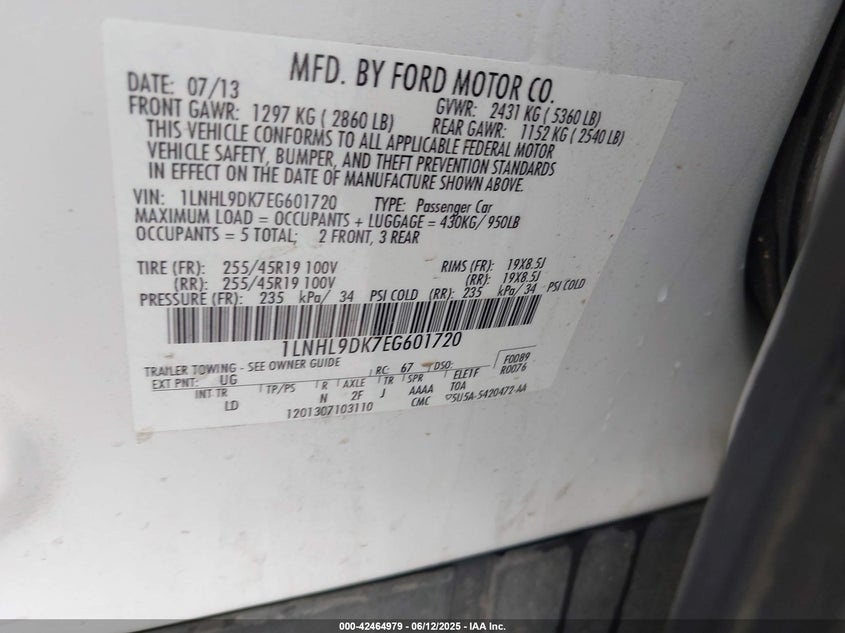 MFD. BY FORD MOTOR CO.
DATE: 07/13 GVWR: 2431 KG ( 5360 LB)
FRONT GAWR: 1297 KG ( 2860 LB) REAR GAWR: 1152 KG ( 2540 LB)
THIS VEHICLE CONFORMS TO ALL APPLICABLE FEDERAL MOTOR
VEHICLE SAFETY, BUMPER, AND THEFT PREVENTION STANDARDS
IN EFFECT ON THE DATE OF MANUFACTURE SHOWN ABOVE.
VIN: 1LNHL9DK7EG601720 TYPE: Passenger Car
MAXIMUM LOAD = OCCUPANTS + LUGGAGE = 430KG/ 950LB
OCCUPANTS = 5 TOTAL; 2 FRONT, 3 REAR
TIRE (FR): 255/45R19 100V RIMS (FR): 19X8.5J
(RR): 255/45R19 100V (RR): 19X8.5J
PRESSURE (FR): 235 kPa/ 34 PSI COLD (RR): 235 kPa/ 34 PSI COLD
1LNHL9DK7EG601720
TRAILER TOWING - SEE OWNER GUIDE RC: 67 DSO: F0089
EXT PNT: UG R0076
INT TR TP/PS R AXLE TR SPR ELETF
LD N 2F J AAAA TOA
1201307103110 CMC 5U5A-5420472-AA
000-42464979 - 06/12/2025 - IAA Inc.